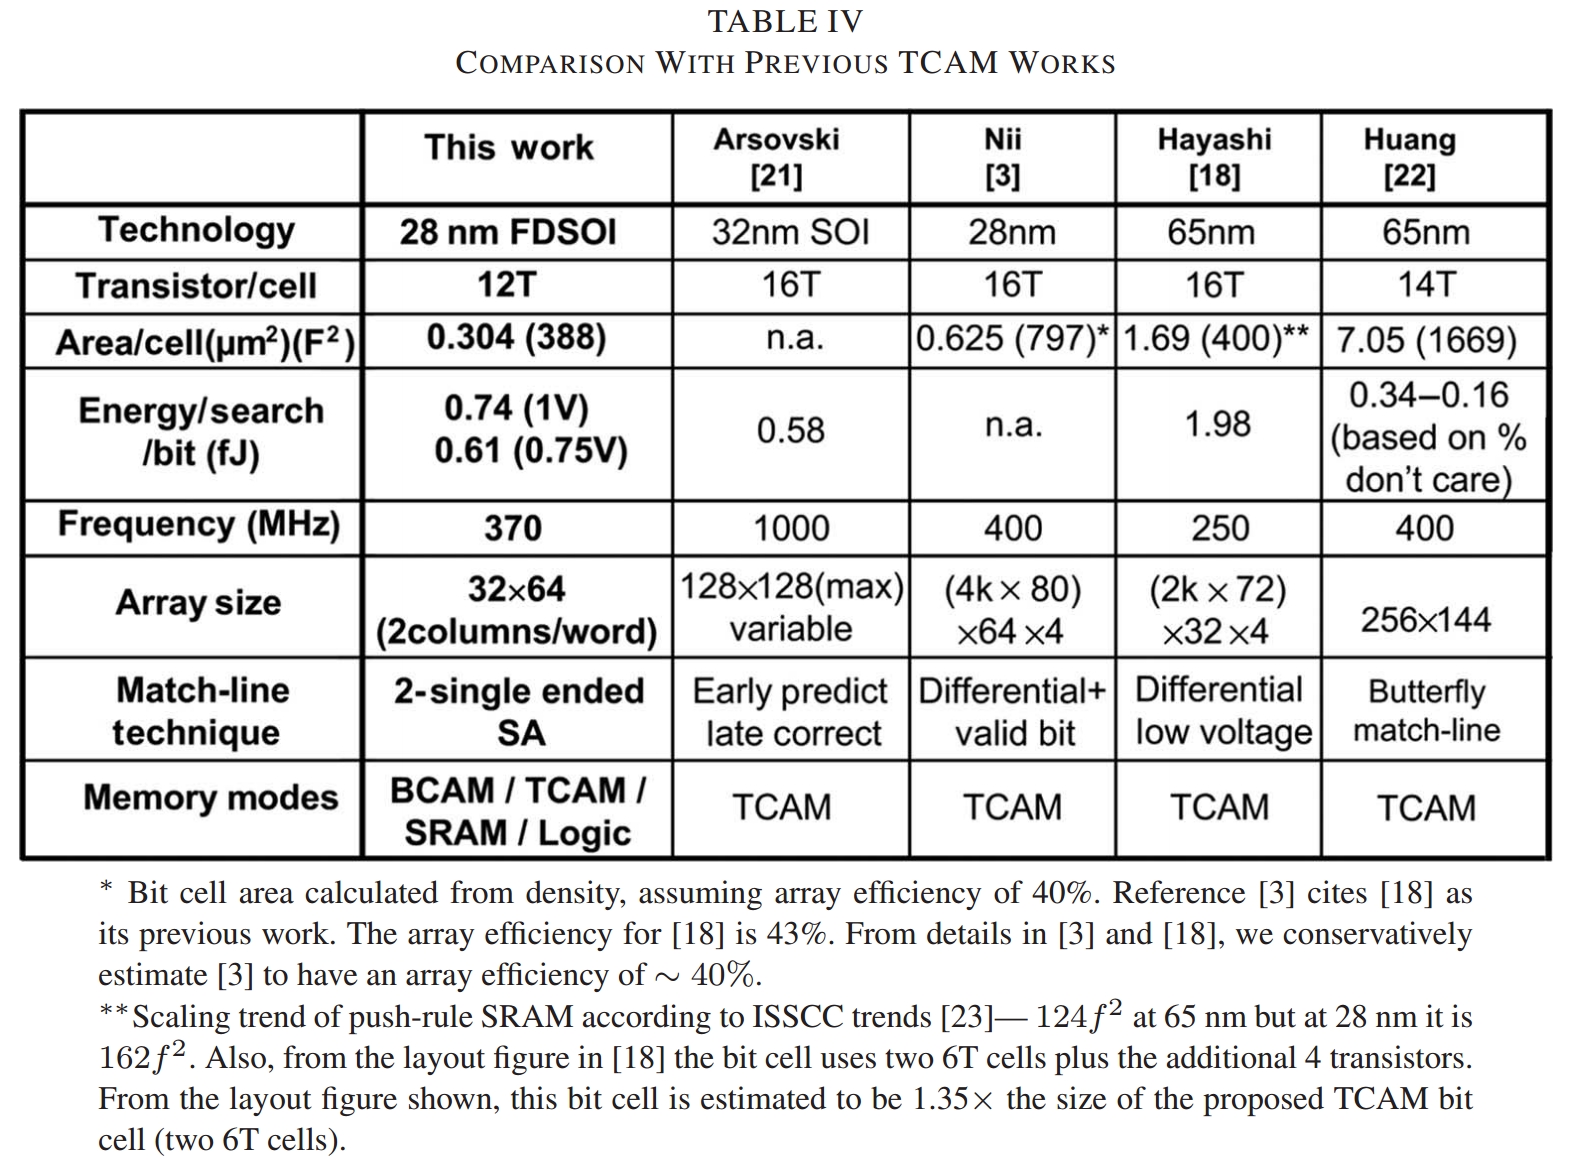 TABLE IV
COMPARISON WITH PREVIOUS TCAM WORKS
This work Arsovski [21] Nii [3] Hayashi [18] Huang [22]
Technology 28 nm FDSOI 32nm SOI 28nm 65nm 65nm
Transistor/cell 12T 16T 16T 16T 14T
Area/cell(µm²)(F²) 0.304 (388) n.a. 0.625 (797)* 1.69 (400)** 7.05 (1669)
Energy/search /bit (fJ) 0.74 (1V) 0.61 (0.75V) 0.58 n.a. 1.98 0.34–0.16 (based on % don't care)
Frequency (MHz) 370 1000 400 250 400
Array size 32×64 (2columns/word) 128×128(max) variable (4k × 80) ×64 ×4 (2k × 72) ×32 ×4 256×144
Match-line technique 2-single ended SA Early predict late correct Differential+ valid bit Differential low voltage Butterfly match-line
Memory modes BCAM / TCAM / SRAM / Logic TCAM TCAM TCAM TCAM
* Bit cell area calculated from density, assuming array efficiency of 40%. Reference [3] cites [18] as
its previous work. The array efficiency for [18] is 43%. From details in [3] and [18], we conservatively
estimate [3] to have an array efficiency of ∼ 40%.
**Scaling trend of push-rule SRAM according to ISSCC trends [23]— 124f² at 65 nm but at 28 nm it is
162f². Also, from the layout figure in [18] the bit cell uses two 6T cells plus the additional 4 transistors.
From the layout figure shown, this bit cell is estimated to be 1.35× the size of the proposed TCAM bit
cell (two 6T cells).